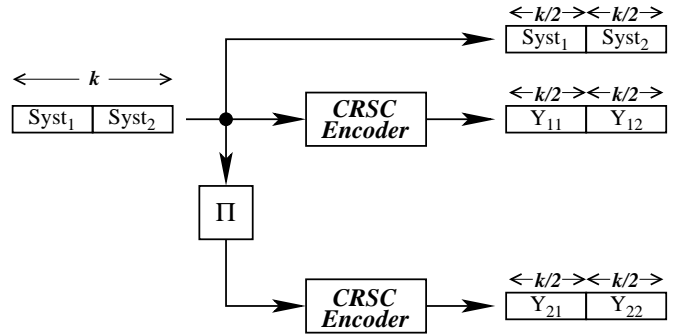 k/2 k/2
Syst1 Syst2
k
Syst1 Syst2
CRSC
Encoder
k/2 k/2
Y11 Y12
Π
CRSC
Encoder
k/2 k/2
Y21 Y22